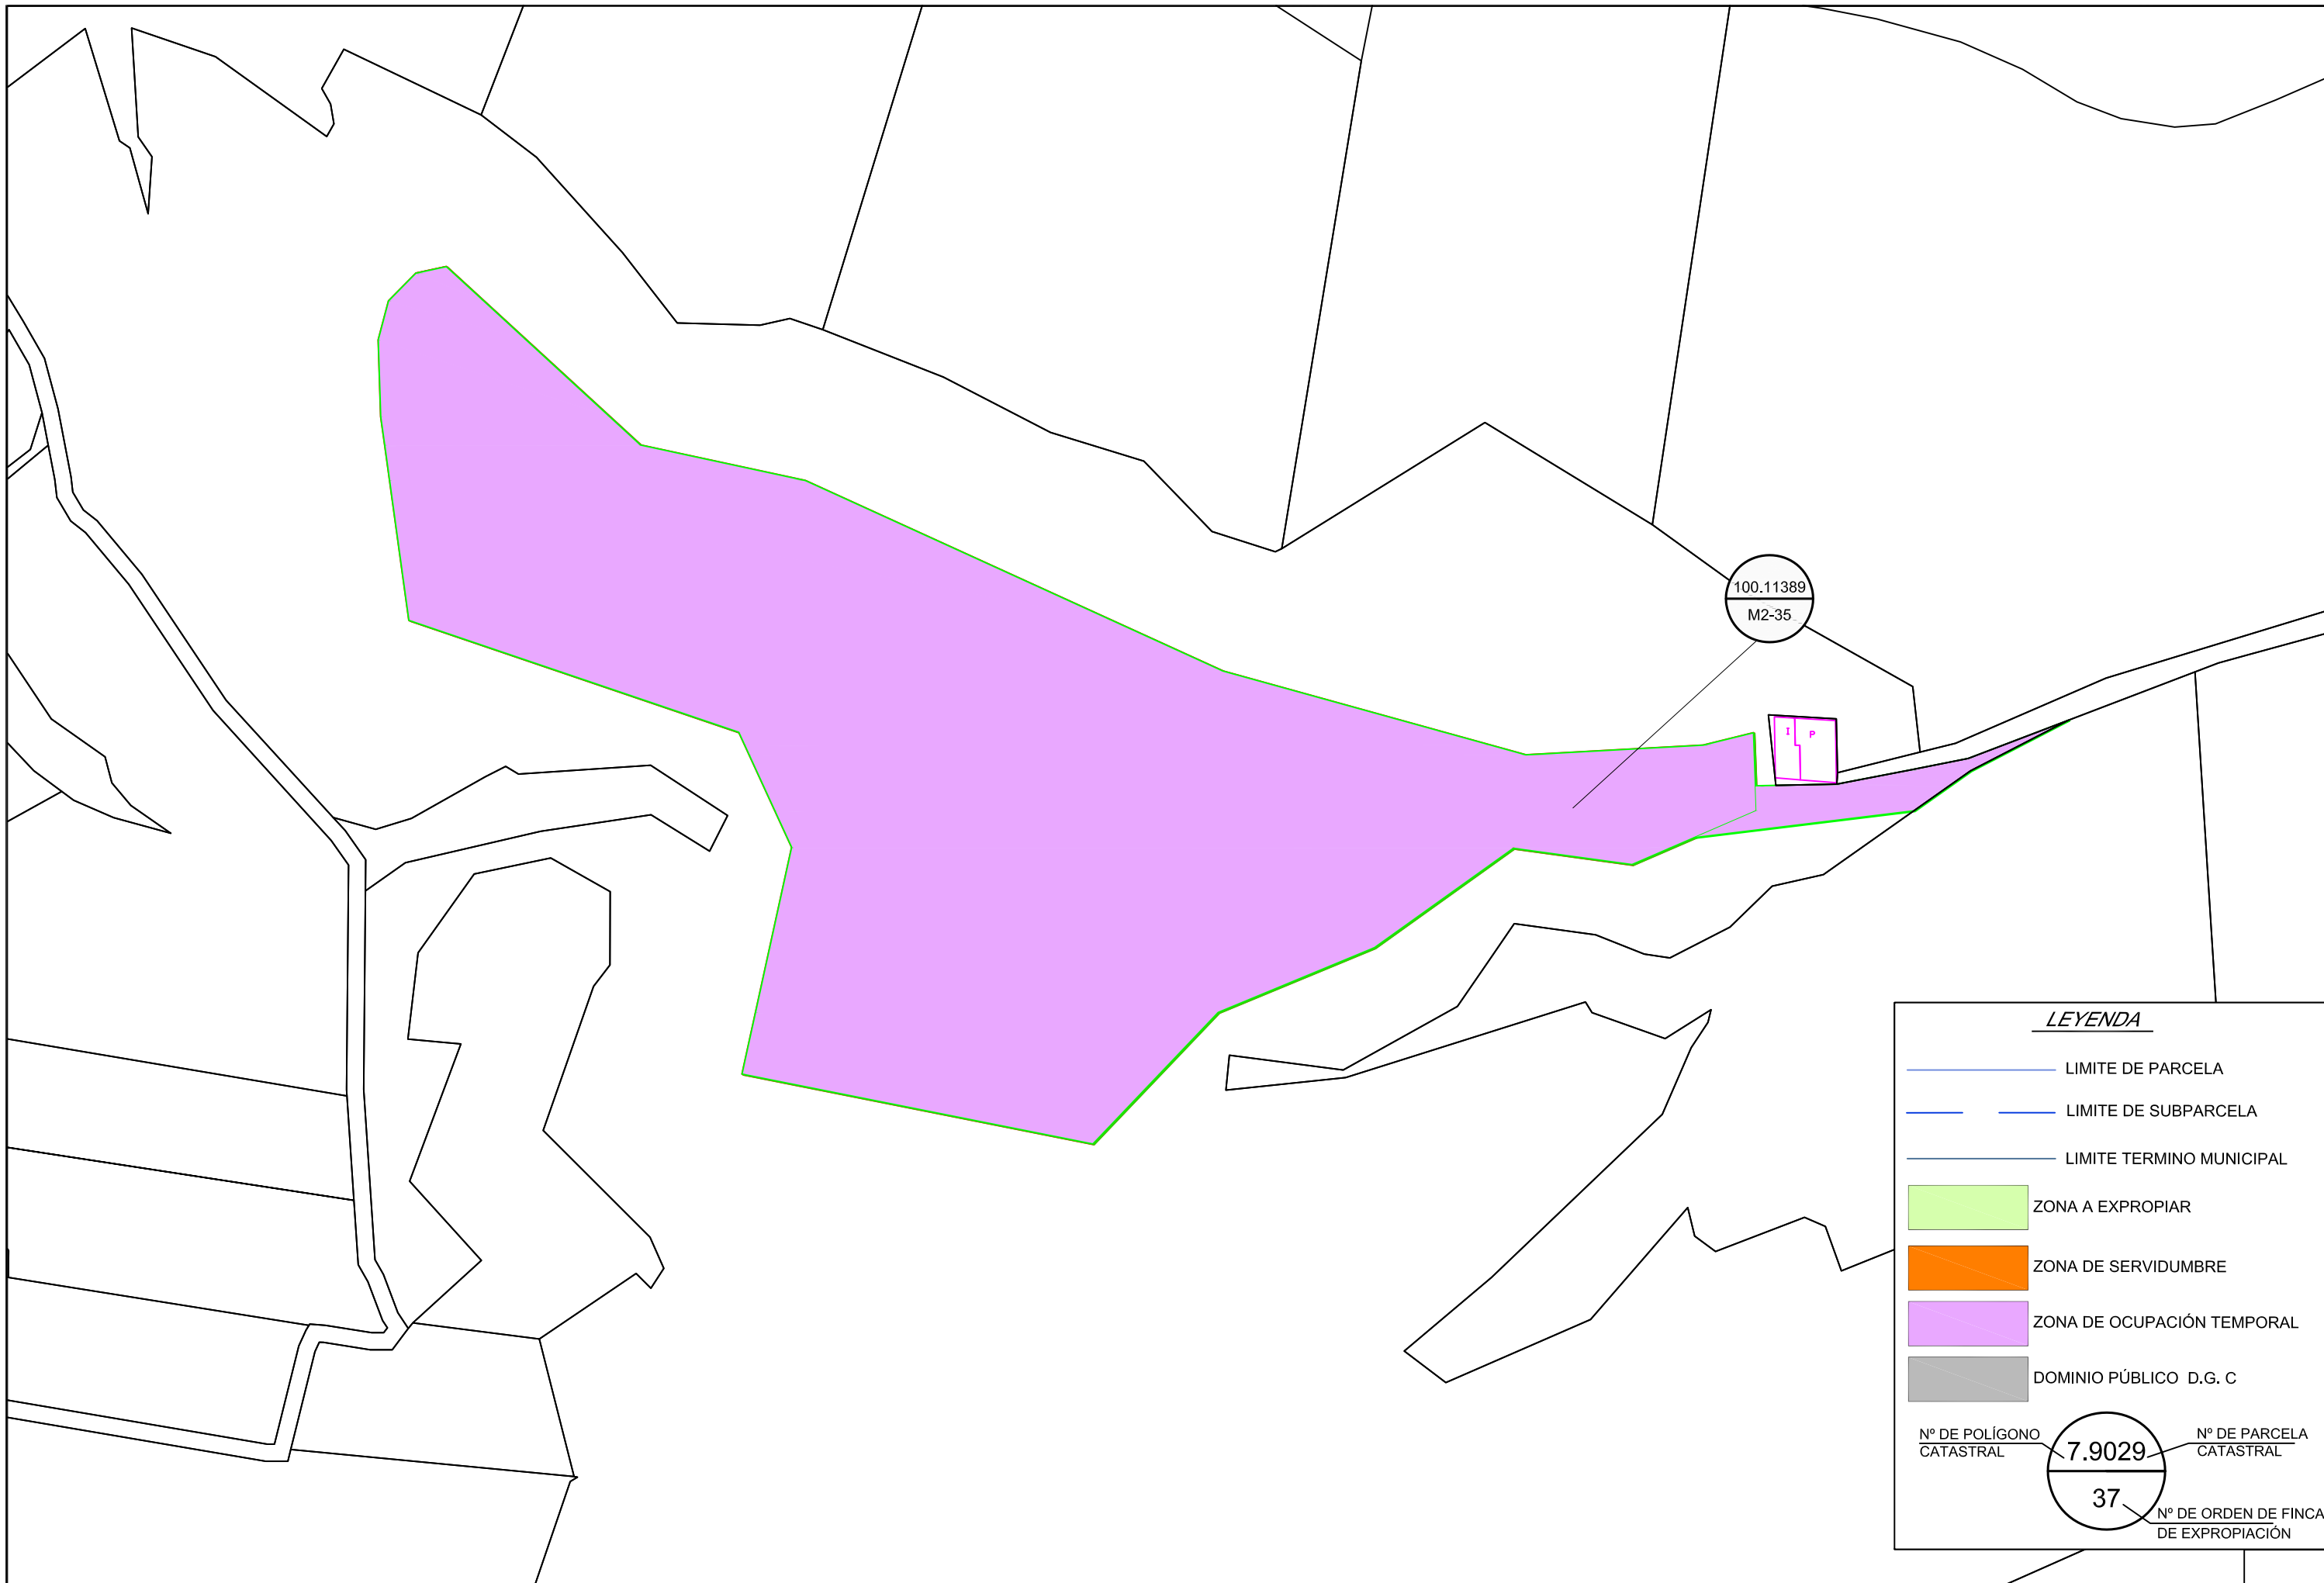 100.11389
M2-35
I
P
LEYENDA
LIMITE DE PARCELA
LIMITE DE SUBPARCELA
LIMITE TERMINO MUNICIPAL
ZONA A EXPROPIAR
ZONA DE SERVIDUMBRE
ZONA DE OCUPACIÓN TEMPORAL
DOMINIO PÚBLICO D.G. C
Nº DE POLÍGONO
CATASTRAL
7.9029
Nº DE PARCELA
CATASTRAL
37
Nº DE ORDEN DE FINCA
DE EXPROPIACIÓN